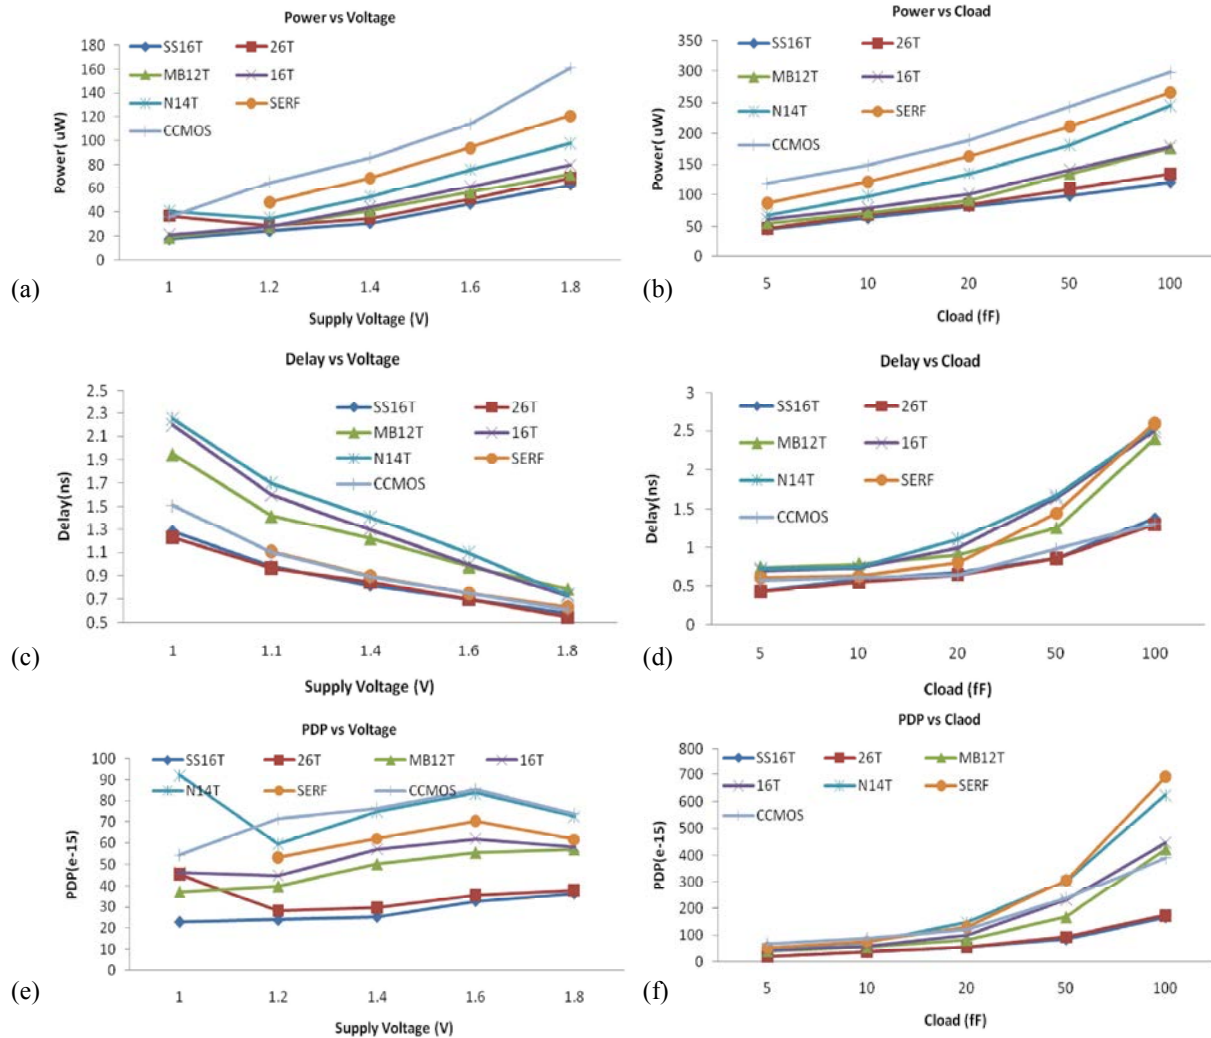 Power vs Voltage
180
160
140
120
100
80
60
40
20
0
Power( uW)
SS16T 26T
MB12T 16T
N14T SERF
CCMOS
1 1.2 1.4 1.6 1.8
Supply Voltage (V)
(a)
Power vs Cload
350
300
250
200
150
100
50
0
Power( uW)
SS16T 26T
MB12T 16T
N14T SERF
CCMOS
5 10 20 50 100
Cload (fF)
(b)
Delay vs Voltage
2.5
2.3
2.1
1.9
1.7
1.5
1.3
1.1
0.9
0.7
0.5
Delay(ns)
SS16T 26T
MB12T 16T
N14T SERF
CCMOS
1 1.1 1.4 1.6 1.8
Supply Voltage (V)
(c)
Delay vs Cload
3
2.5
2
1.5
1
0.5
0
Delay(ns)
SS16T 26T
MB12T 16T
N14T SERF
CCMOS
5 10 20 50 100
Cload (fF)
(d)
PDP vs Voltage
100
90
80
70
60
50
40
30
20
10
0
PDP(e-15)
SS16T 26T MB12T 16T
N14T SERF CCMOS
1 1.2 1.4 1.6 1.8
Supply Voltage (V)
(e)
PDP vs Claod
800
700
600
500
400
300
200
100
0
PDP(e-15)
SS16T 26T MB12T
16T N14T SERF
CCMOS
5 10 20 50 100
Cload (fF)
(f)